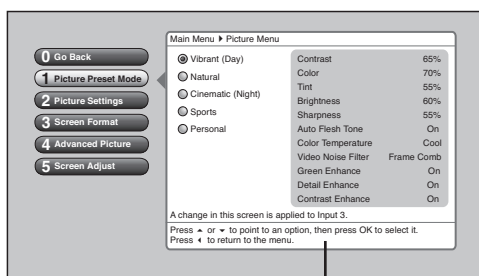 Main Menu ▶ Picture Menu
0 Go Back
1 Picture Preset Mode
2 Picture Settings
3 Screen Format
4 Advanced Picture
5 Screen Adjust
Vibrant (Day)
Natural
Cinematic (Night)
Sports
Personal
Contrast 65%
Color 70%
Tint 55%
Brightness 60%
Sharpness 55%
Auto Flesh Tone On
Color Temperature Cool
Video Noise Filter Frame Comb
Green Enhance On
Detail Enhance On
Contrast Enhance On
A change in this screen is applied to Input 3.
Press ▲ or ▼ to point to an option, then press OK to select it.
Press ◀ to return to the menu.